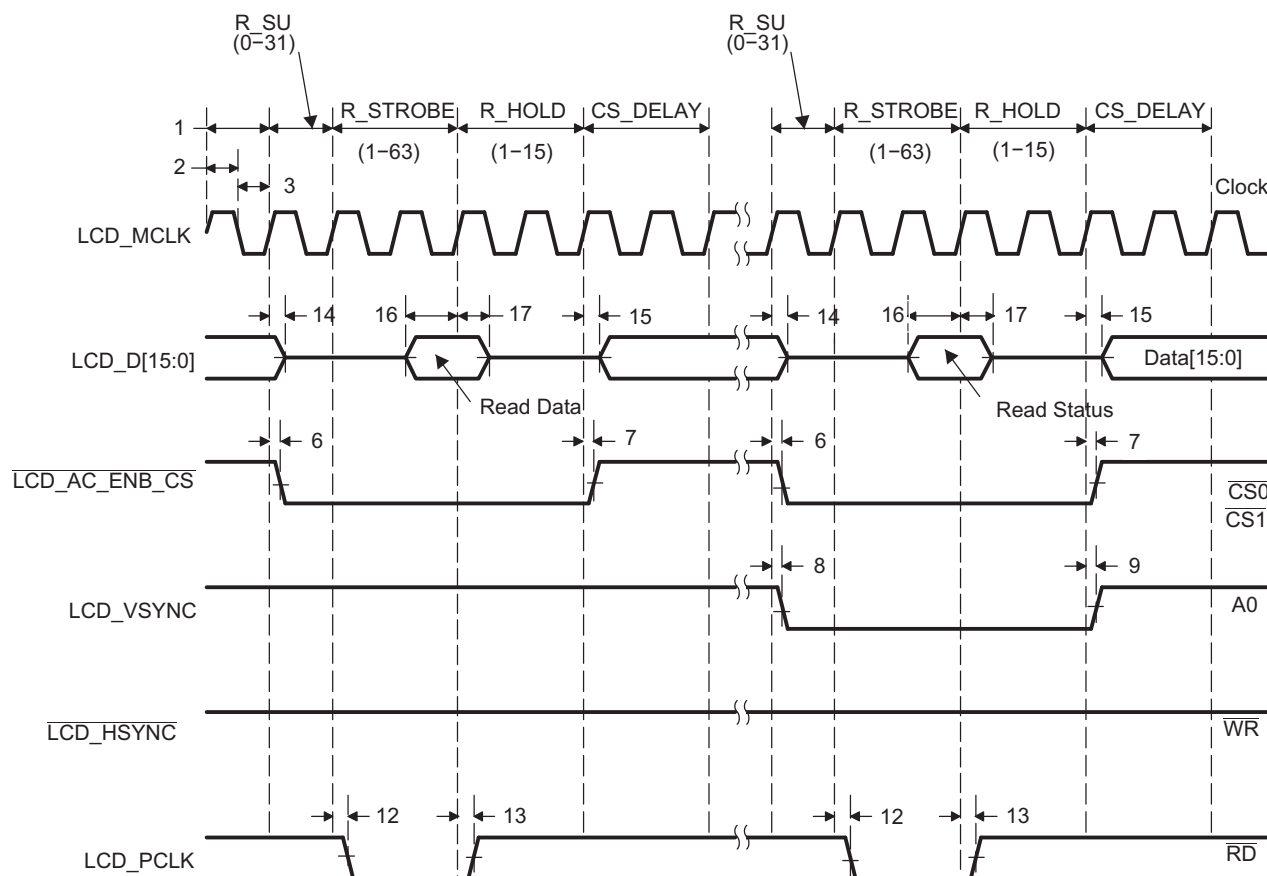 R_SU
(0−31)
R_SU
(0−31)
R_STROBE R_HOLD CS_DELAY R_STROBE R_HOLD CS_DELAY
1
(1−63) (1−15) (1−63) (1−15)
2
3
Clock
LCD_MCLK
14 16 17 15 14 16 17 15
LCD_D[15:0] Data[15:0]
Read Data Read Status
6 7 6 7
LCD_AC_ENB_CS
CS0
CS1
8 9
LCD_VSYNC A0
LCD_HSYNC WR
12 13 12 13
LCD_PCLK RD